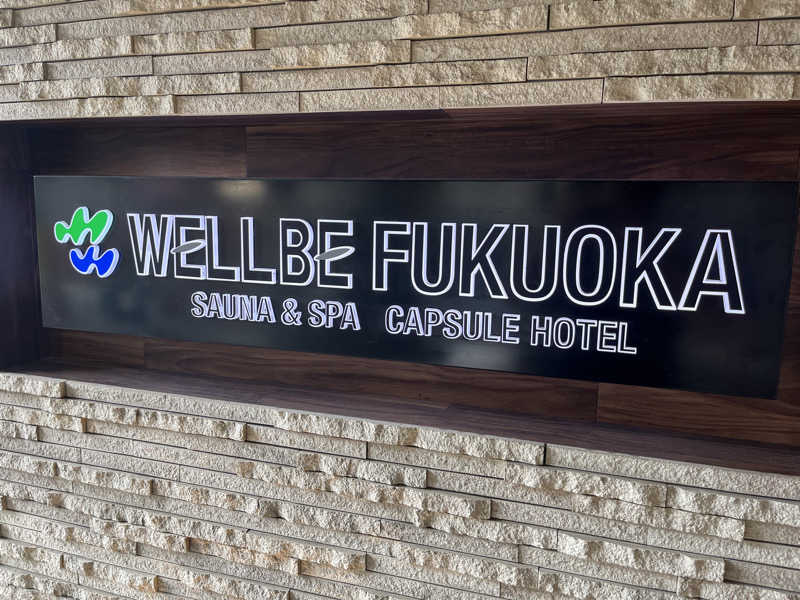 WELLBE FUKUOKA
SAUNA & SPA CAPSULE HOTEL